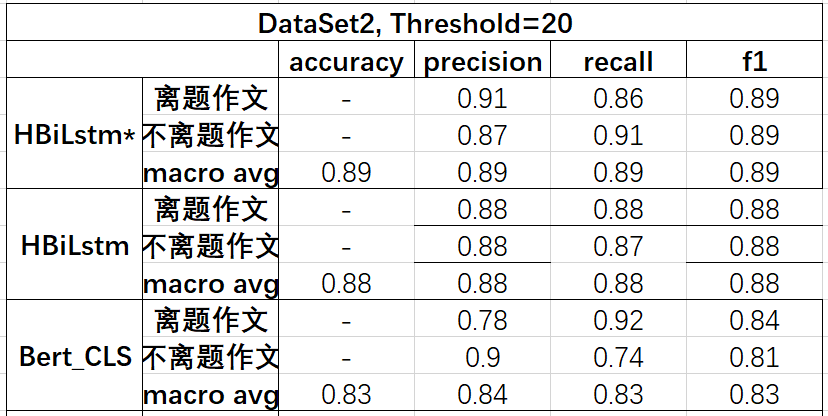 DataSet2, Threshold=20
accuracy precision recall f1
离题作文 - 0.91 0.86 0.89
HBiLstm* 不离题作文 - 0.87 0.91 0.89
macro avg 0.89 0.89 0.89 0.89
离题作文 - 0.88 0.88 0.88
HBiLstm 不离题作文 - 0.88 0.87 0.88
macro avg 0.88 0.88 0.88 0.88
离题作文 - 0.78 0.92 0.84
Bert_CLS 不离题作文 - 0.9 0.74 0.81
macro avg 0.83 0.84 0.83 0.83